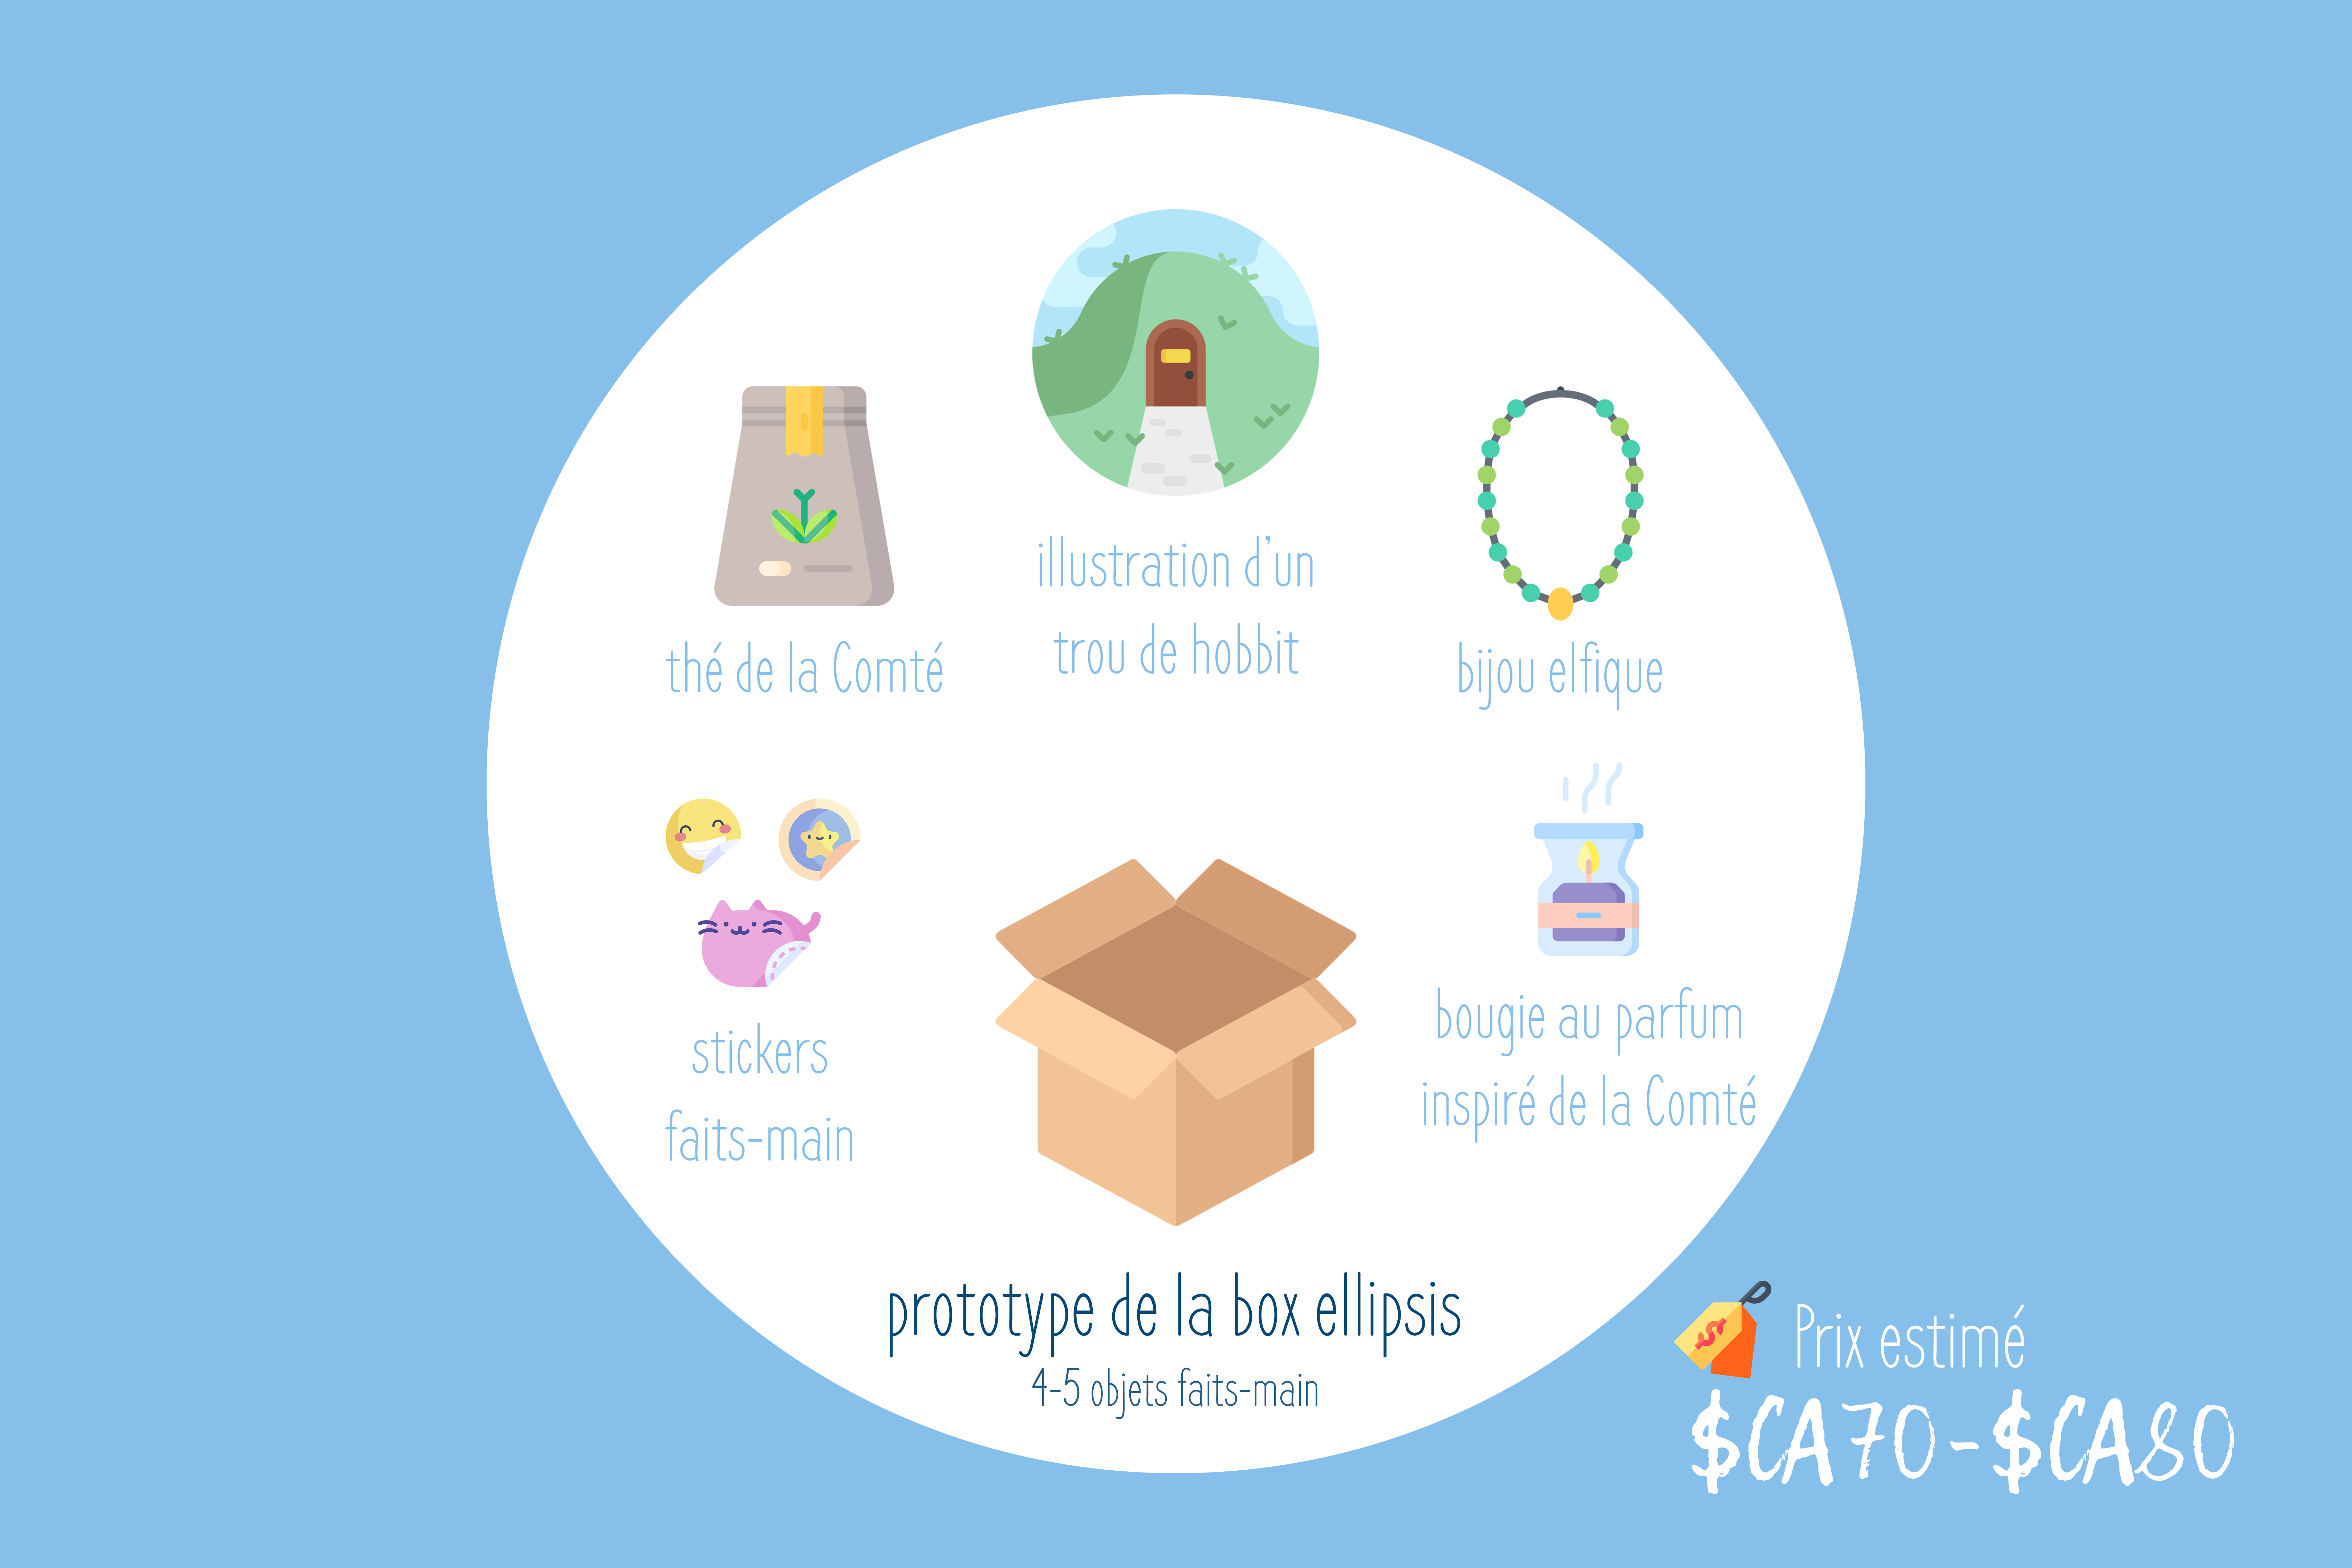 illustration d'un
trou de hobbit
thé de la Comté
bijou elfique
stickers
faits-main
bougie au parfum
inspiré de la Comté
prototype de la box ellipsis
4-5 objets faits-main
Prix estimé
$CA70-$CA80